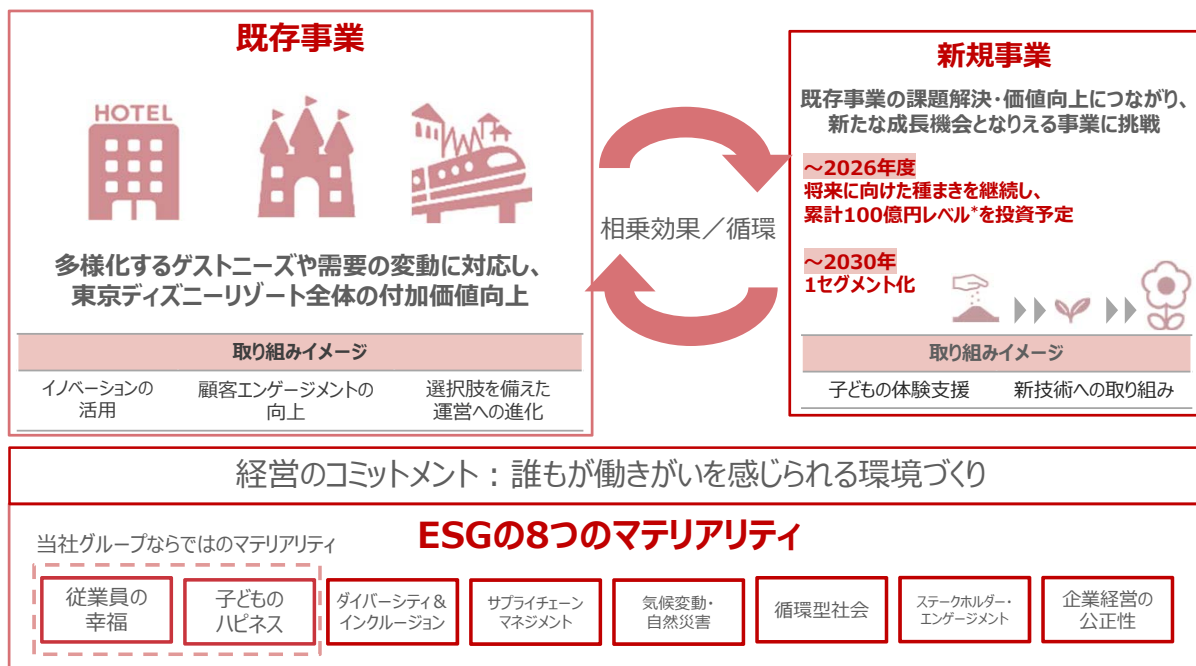 既存事業
HOTEL
多様化するゲストニーズや需要の変動に対応し、
東京ディズニーリゾート全体の付加価値向上
取り組みイメージ
イノベーションの
活用
顧客エンゲージメントの
向上
選択肢を備えた
運営への進化
相乗効果／循環
新規事業
既存事業の課題解決・価値向上につながり、
新たな成長機会となりえる事業に挑戦
～2026年度
将来に向けた種まきを継続し、
累計100億円レベル*を投資予定
～2030年
1セグメント化
取り組みイメージ
子どもの体験支援
新技術への取り組み
経営のコミットメント：誰もが働きがいを感じられる環境づくり
ESGの8つのマテリアリティ
当社グループならではのマテリアリティ
従業員の
幸福
子どもの
ハピネス
ダイバーシティ＆
インクルージョン
サプライチェーン
マネジメント
気候変動・
自然災害
循環型社会
ステークホルダー・
エンゲージメント
企業経営の
公正性